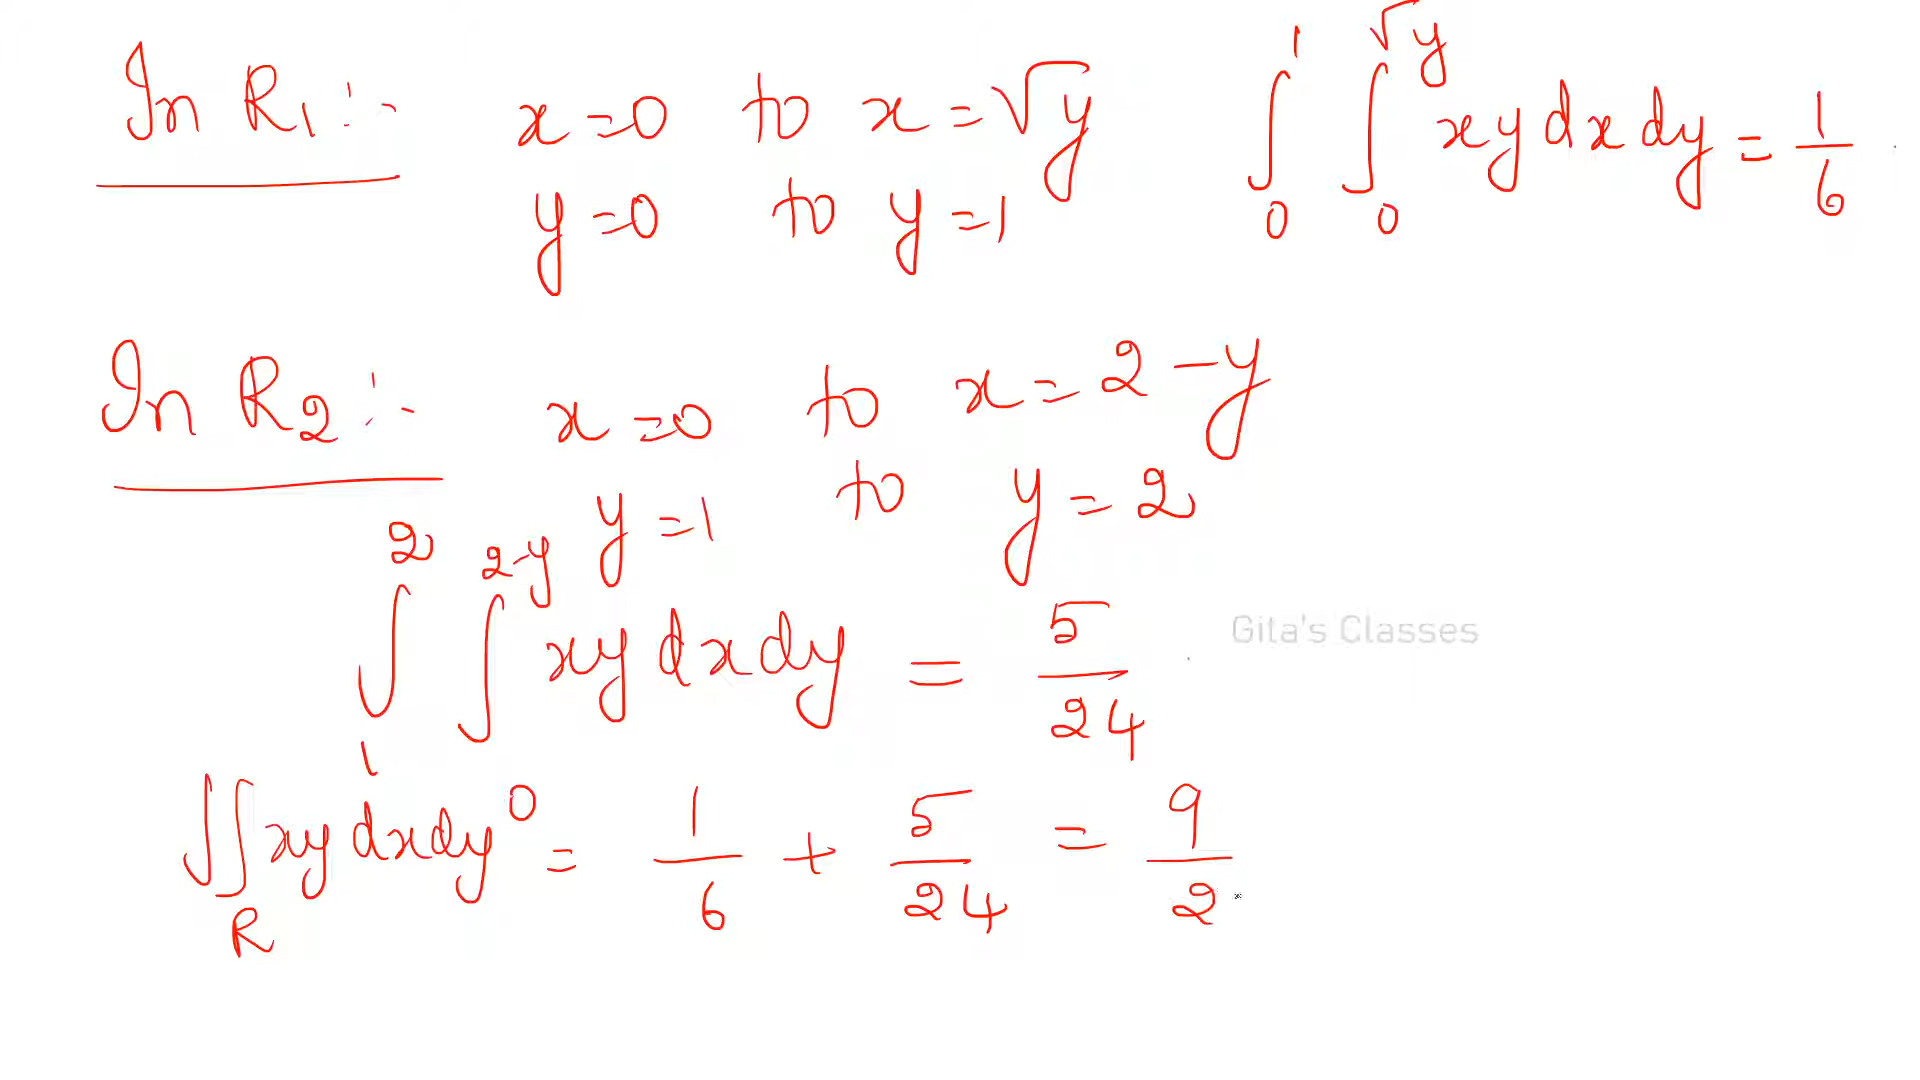 In R₁ :- x = 0 to x = √y ∫₀¹ ∫₀^√y xy dx dy = 1/6
y = 0 to y = 1
In R₂ :- x = 0 to x = 2 - y
y = 1 to y = 2
∫₁² ∫₀^2-y xy dx dy = 5/24
Gita's Classes
∬_R xy dx dy = 1/6 + 5/24 = 9/2